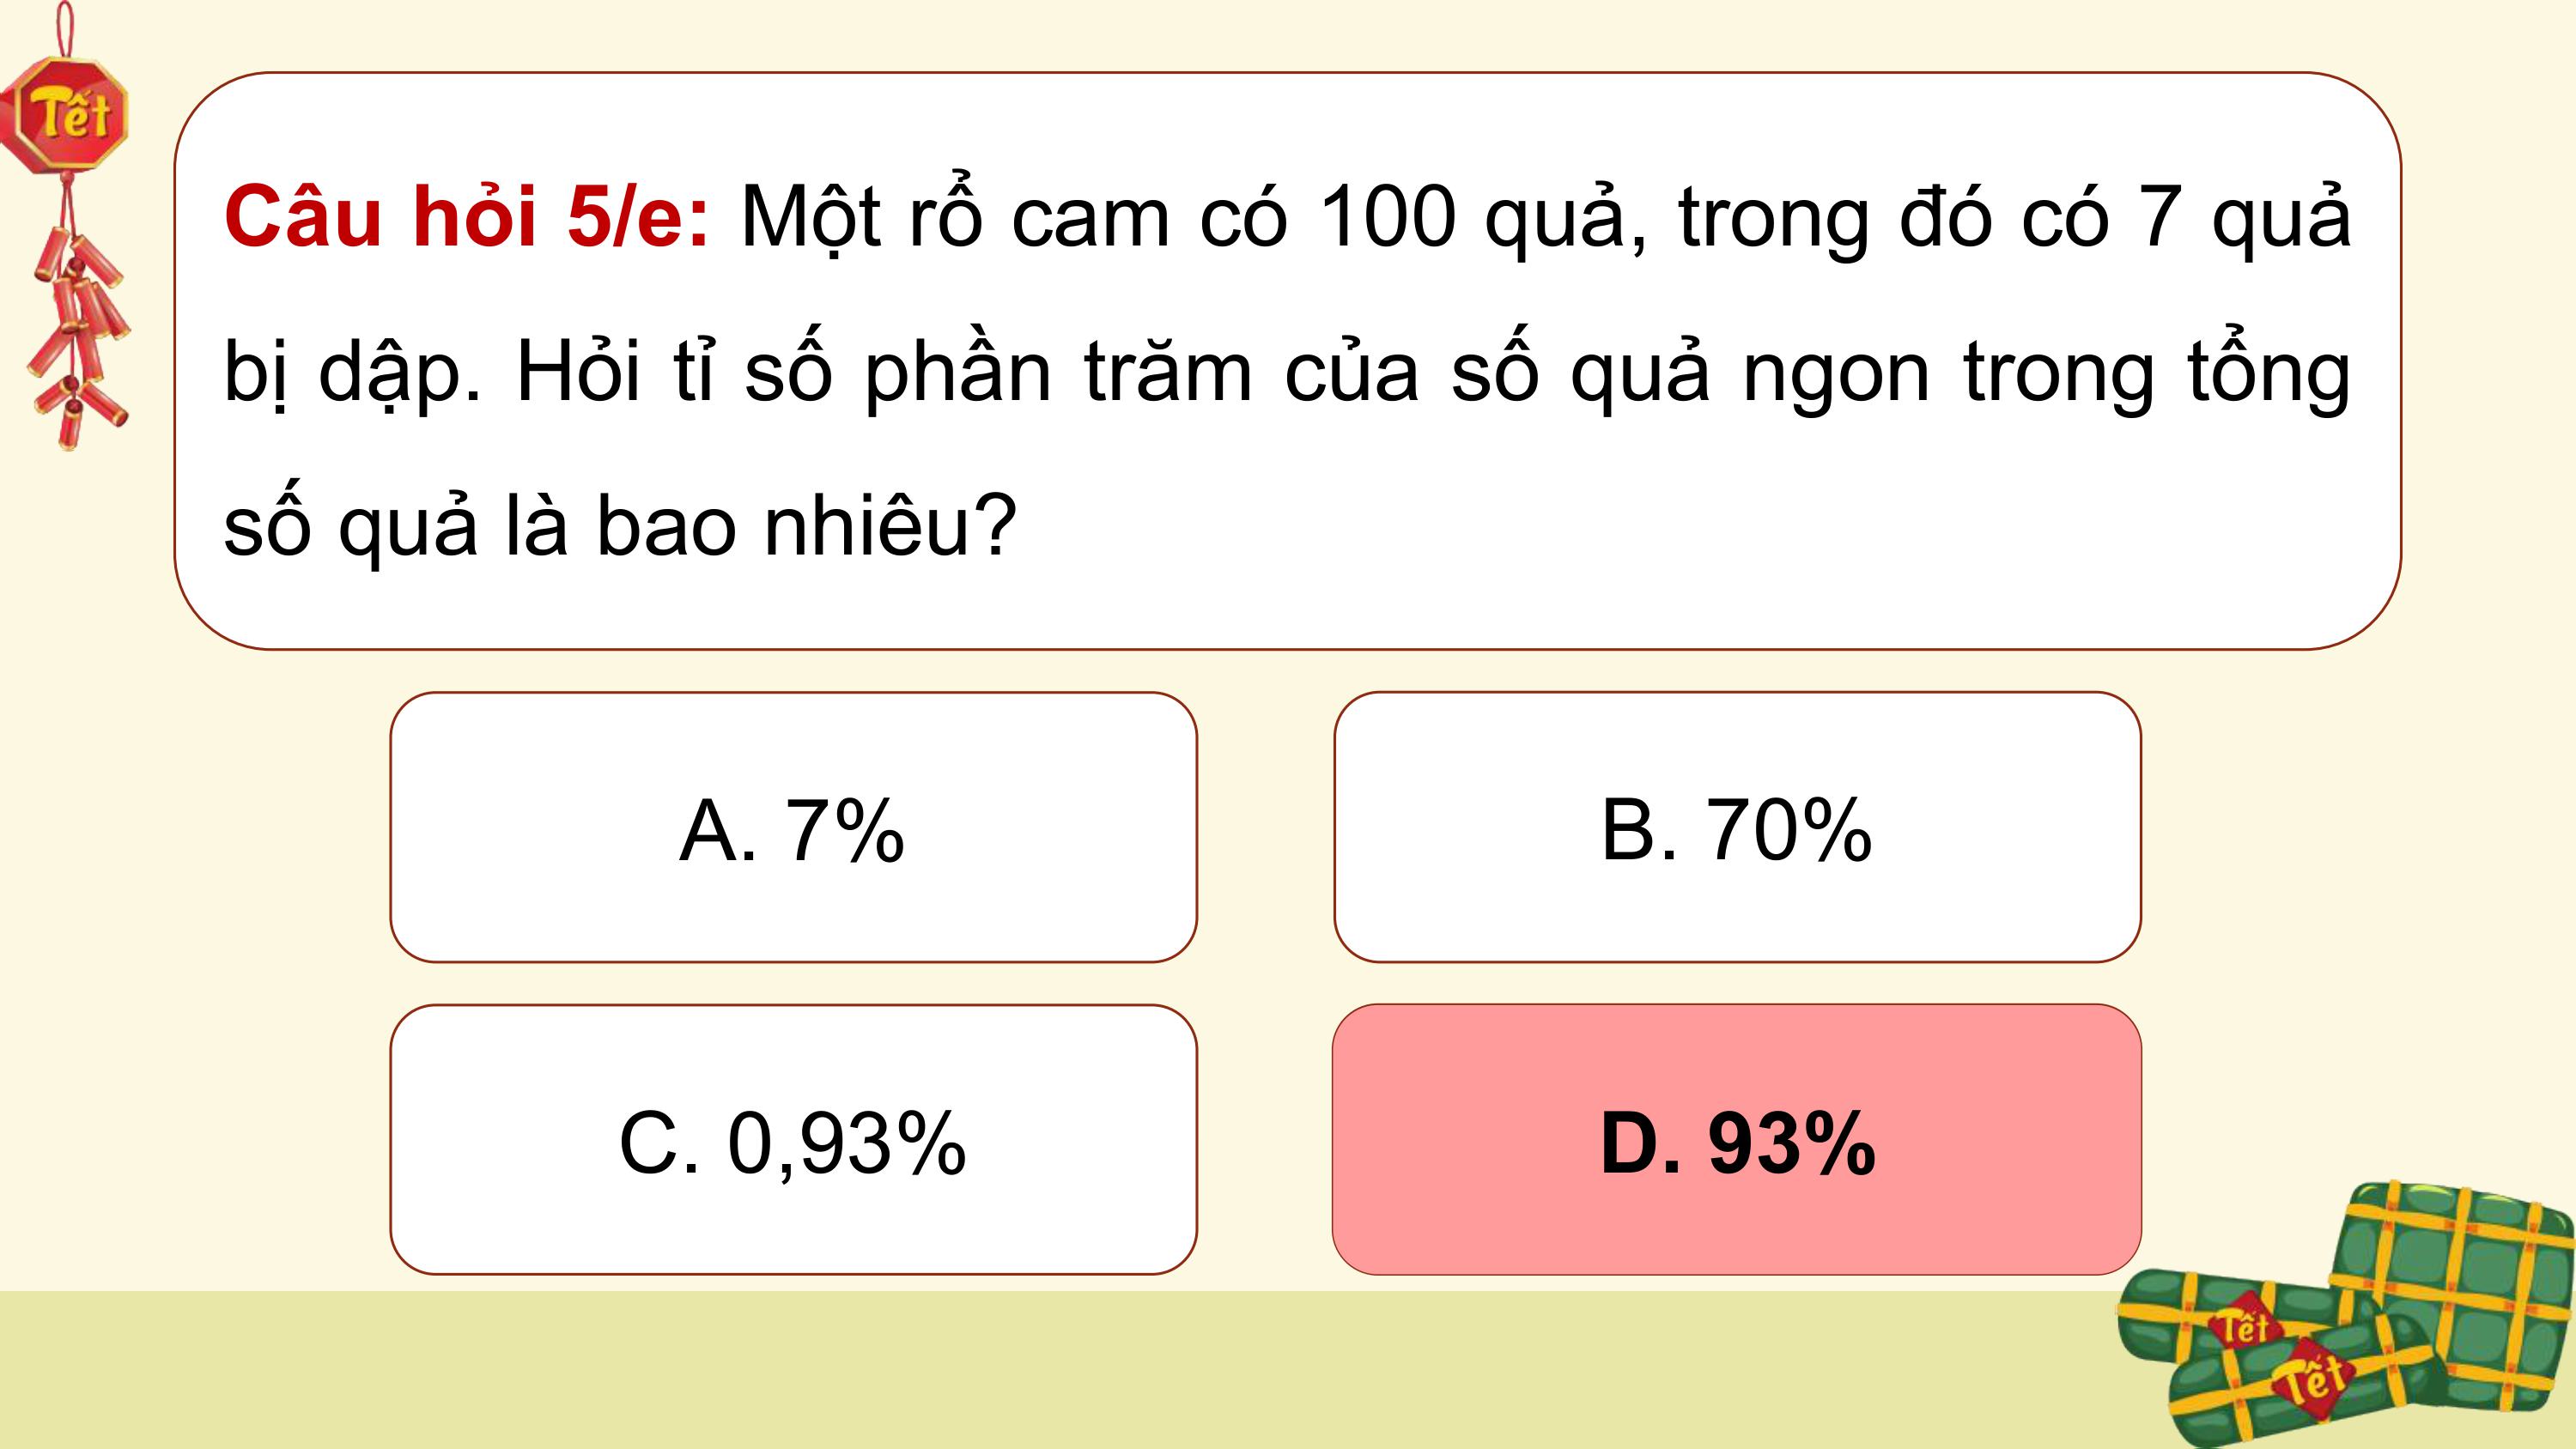 Tết
Câu hỏi 5/e: Một rổ cam có 100 quả, trong đó có 7 quả
bị dập. Hỏi tỉ số phần trăm của số quả ngon trong tổng
số quả là bao nhiêu?
A. 7%
B. 70%
C. 0,93%
D. 93%
Tết
Tết